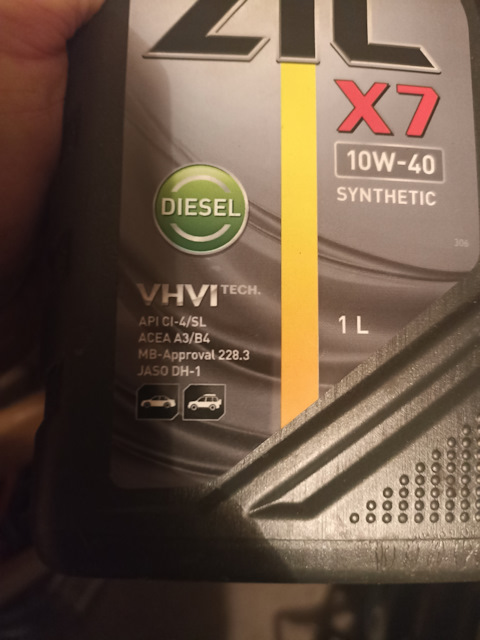 ZIC
X7
10W-40
SYNTHETIC
DIESEL
306
VHVI TECH.
API CI-4/SL
ACEA A3/B4
MB-Approval 228.3
JASO DH-1
1 L